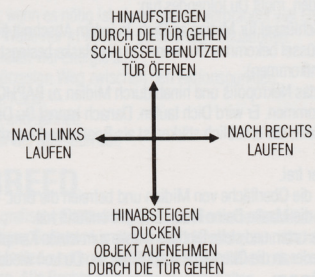 HINAUFSTEIGEN
DURCH DIE TÜR GEHEN
SCHLÜSSEL BENUTZEN
TÜR ÖFFNEN
NACH LINKS
LAUFEN
NACH RECHTS
LAUFEN
HINABSTEIGEN
DUCKEN
OBJEKT AUFNEHMEN
DURCH DIE TÜR GEHEN